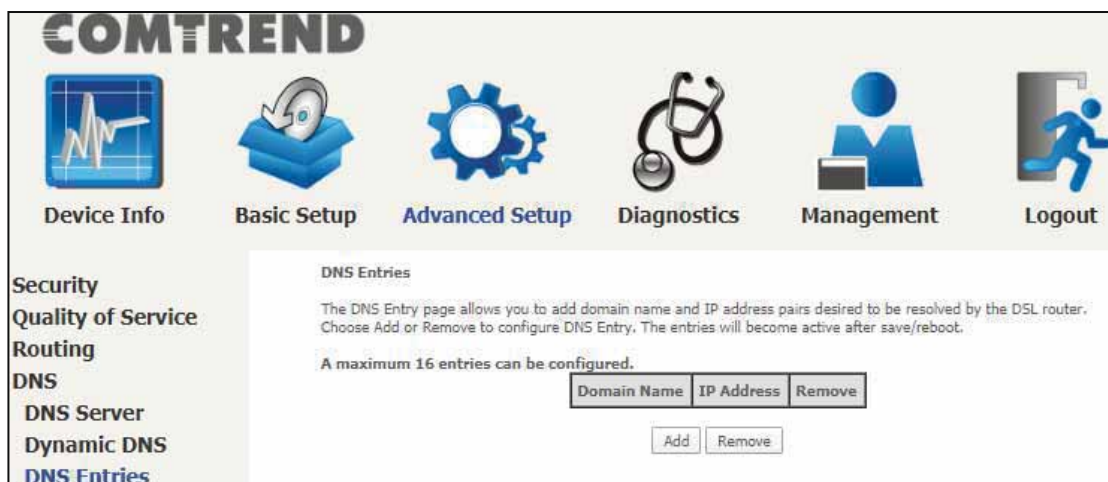 COMTREND
Device Info Basic Setup Advanced Setup Diagnostics Management Logout
Security
Quality of Service
Routing
DNS
DNS Server
Dynamic DNS
DNS Entries
DNS Entries
The DNS Entry page allows you to add domain name and IP address pairs desired to be resolved by the DSL router.
Choose Add or Remove to configure DNS Entry. The entries will become active after save/reboot.
A maximum 16 entries can be configured.
Domain Name IP Address Remove
Add Remove